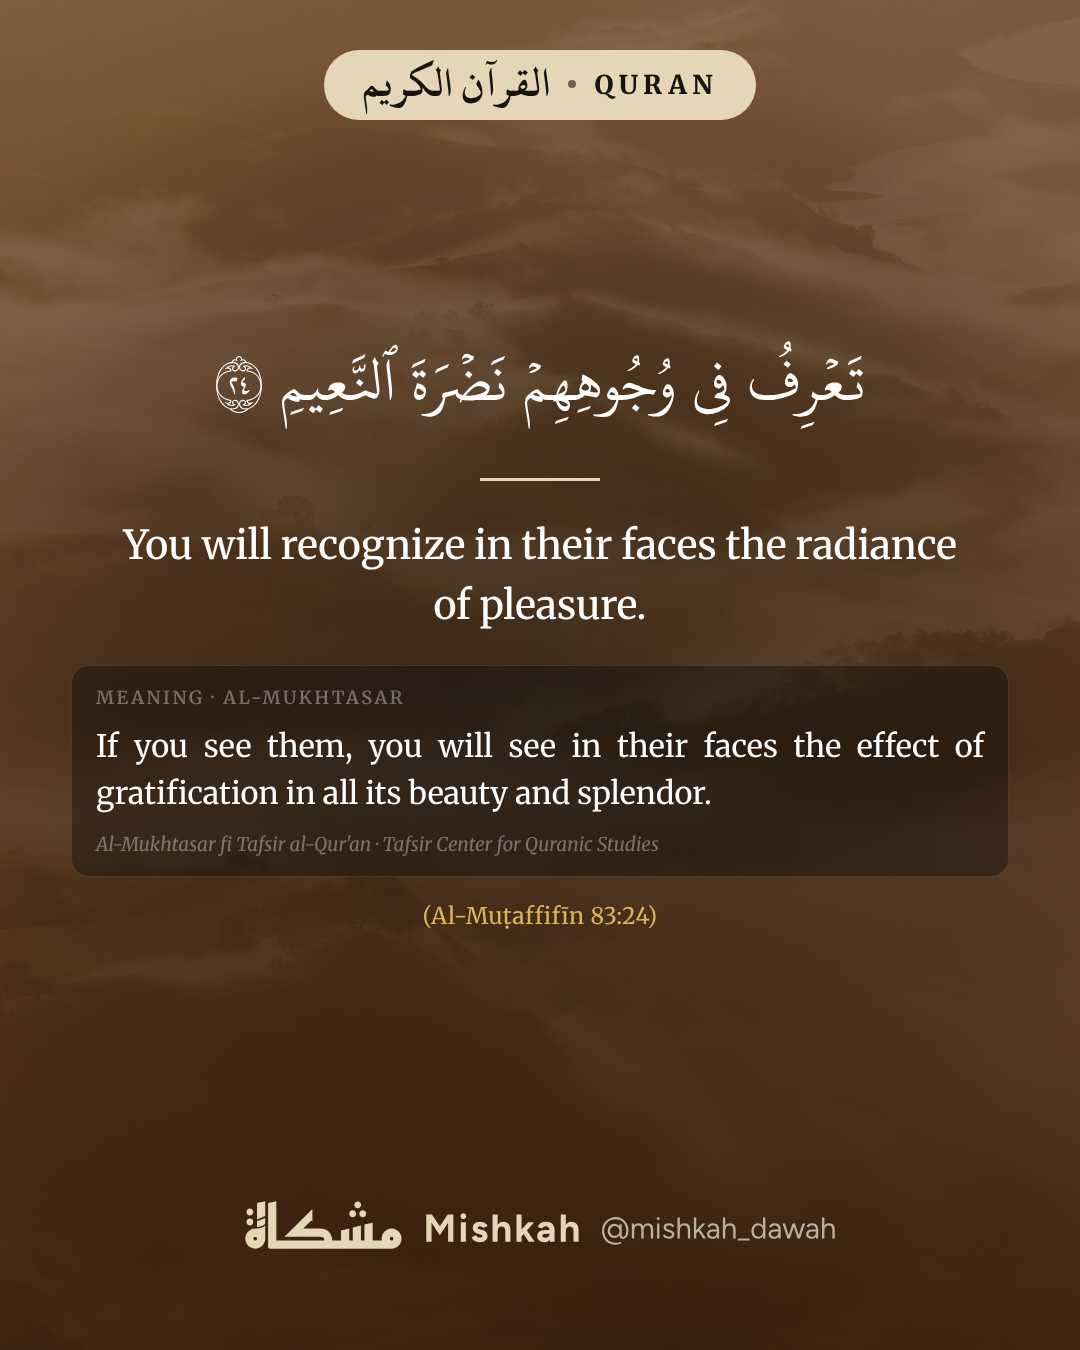 القرآن الكريم • QURAN
تَعۡرِفُ فِي وُجُوهِهِمۡ نَضۡرَةَ ٱلنَّعِيمِ ٢٤
You will recognize in their faces the radiance
of pleasure.
MEANING · AL-MUKHTASAR
If you see them, you will see in their faces the effect of
gratification in all its beauty and splendor.
Al-Mukhtasar fi Tafsir al-Qur'an · Tafsir Center for Quranic Studies
(Al-Muṭaffifīn 83:24)
مشكاة Mishkah @mishkah_dawah